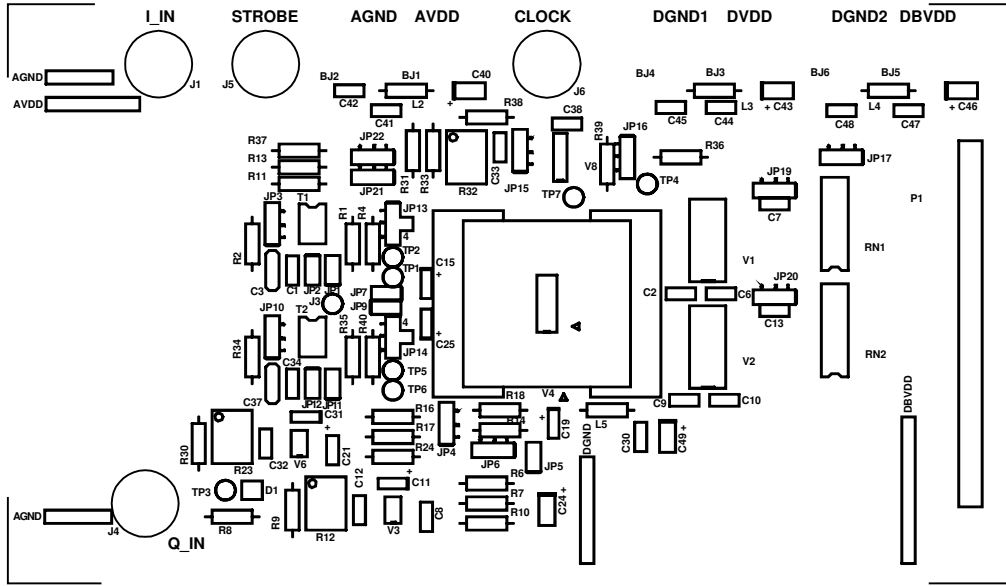 I_IN STROBE AGND AVDD CLOCK DGND1 DVDD DGND2 DBVDD
AGND
AVDD
J1
J5
J6
BJ2 BJ1 C40
C42 L2
C41
+
R38
C38
BJ4 BJ3
C45 C44 L3 + C43
BJ6 BJ5
C48 L4 C47 + C46
R37
R13
R11
JP22
JP21
R31
R33
R32
C33
JP15
TP7
V8
R39
JP16
TP4
R36
JP19
C7
JP17
P1
JP3
T1
R2
C3
C1
JP2
JP1
J3
R1
R4
JP13
4
TP2
TP1
C15
+
JP7
JP9
C2
V1
C6
JP20
C13
RN1
JP10
T2
R34
C37
C34
JP12
JP11
R35
R40
4
JP14
TP5
TP6
+
C25
V4
V2
C9
C10
RN2
R30
R23
C32
C31
V6
+
C21
R16
R17
R24
JP4
R18
R14
JP6
+
C19
JP5
L5
C30
C49 +
DGND
DBVDD
TP3
D1
R8
R9
R12
C12
+
C11
V3
C8
R6
R7
R10
C24 +
AGND
J4
Q_IN